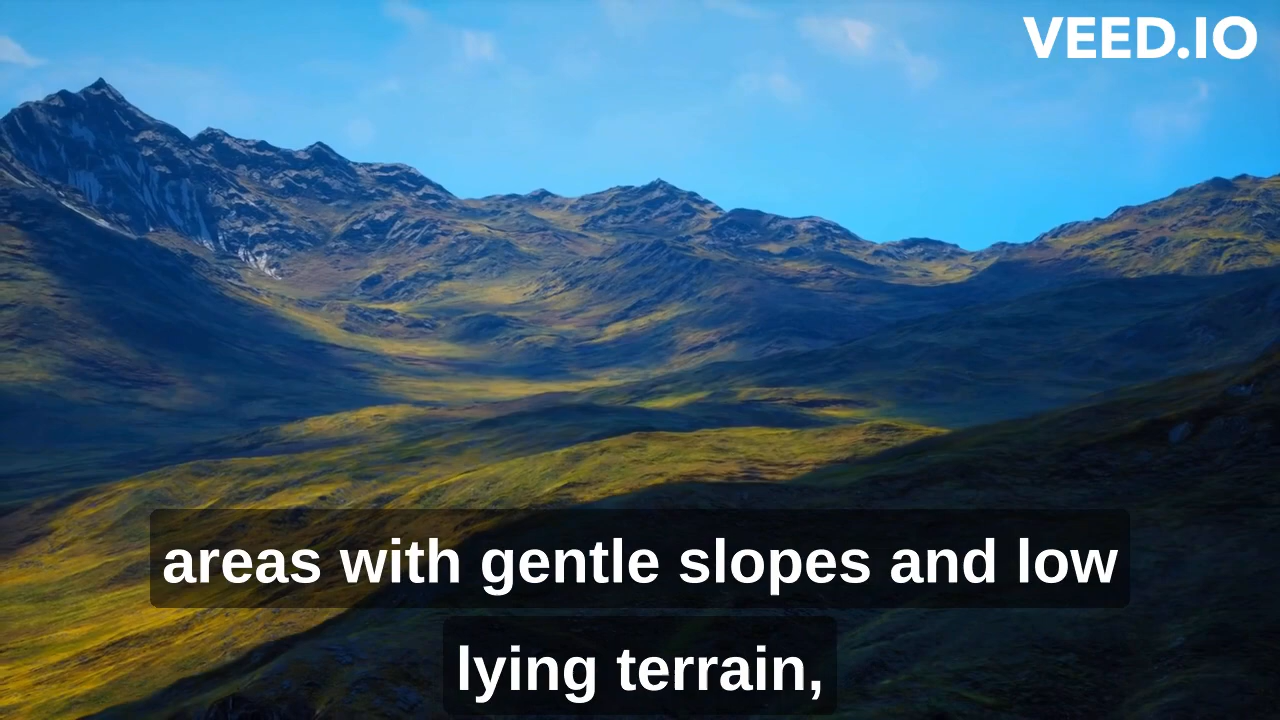 VEED.IO
areas with gentle slopes and low
lying terrain,